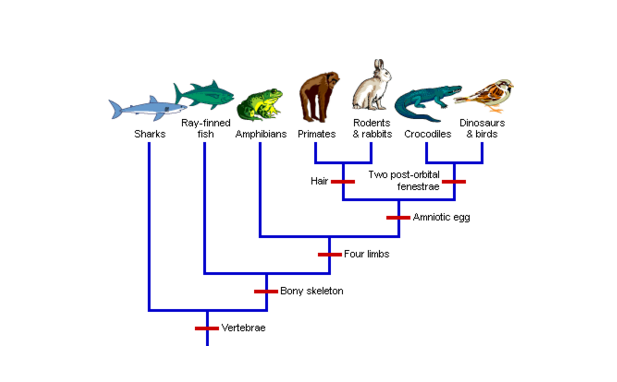 Sharks
Ray-finned
fish
Amphibians
Primates
Rodents
& rabbits
Crocodiles
Dinosaurs
& birds
Hair
Two post-orbital
fenestrae
Amniotic egg
Four limbs
Bony skeleton
Vertebrae